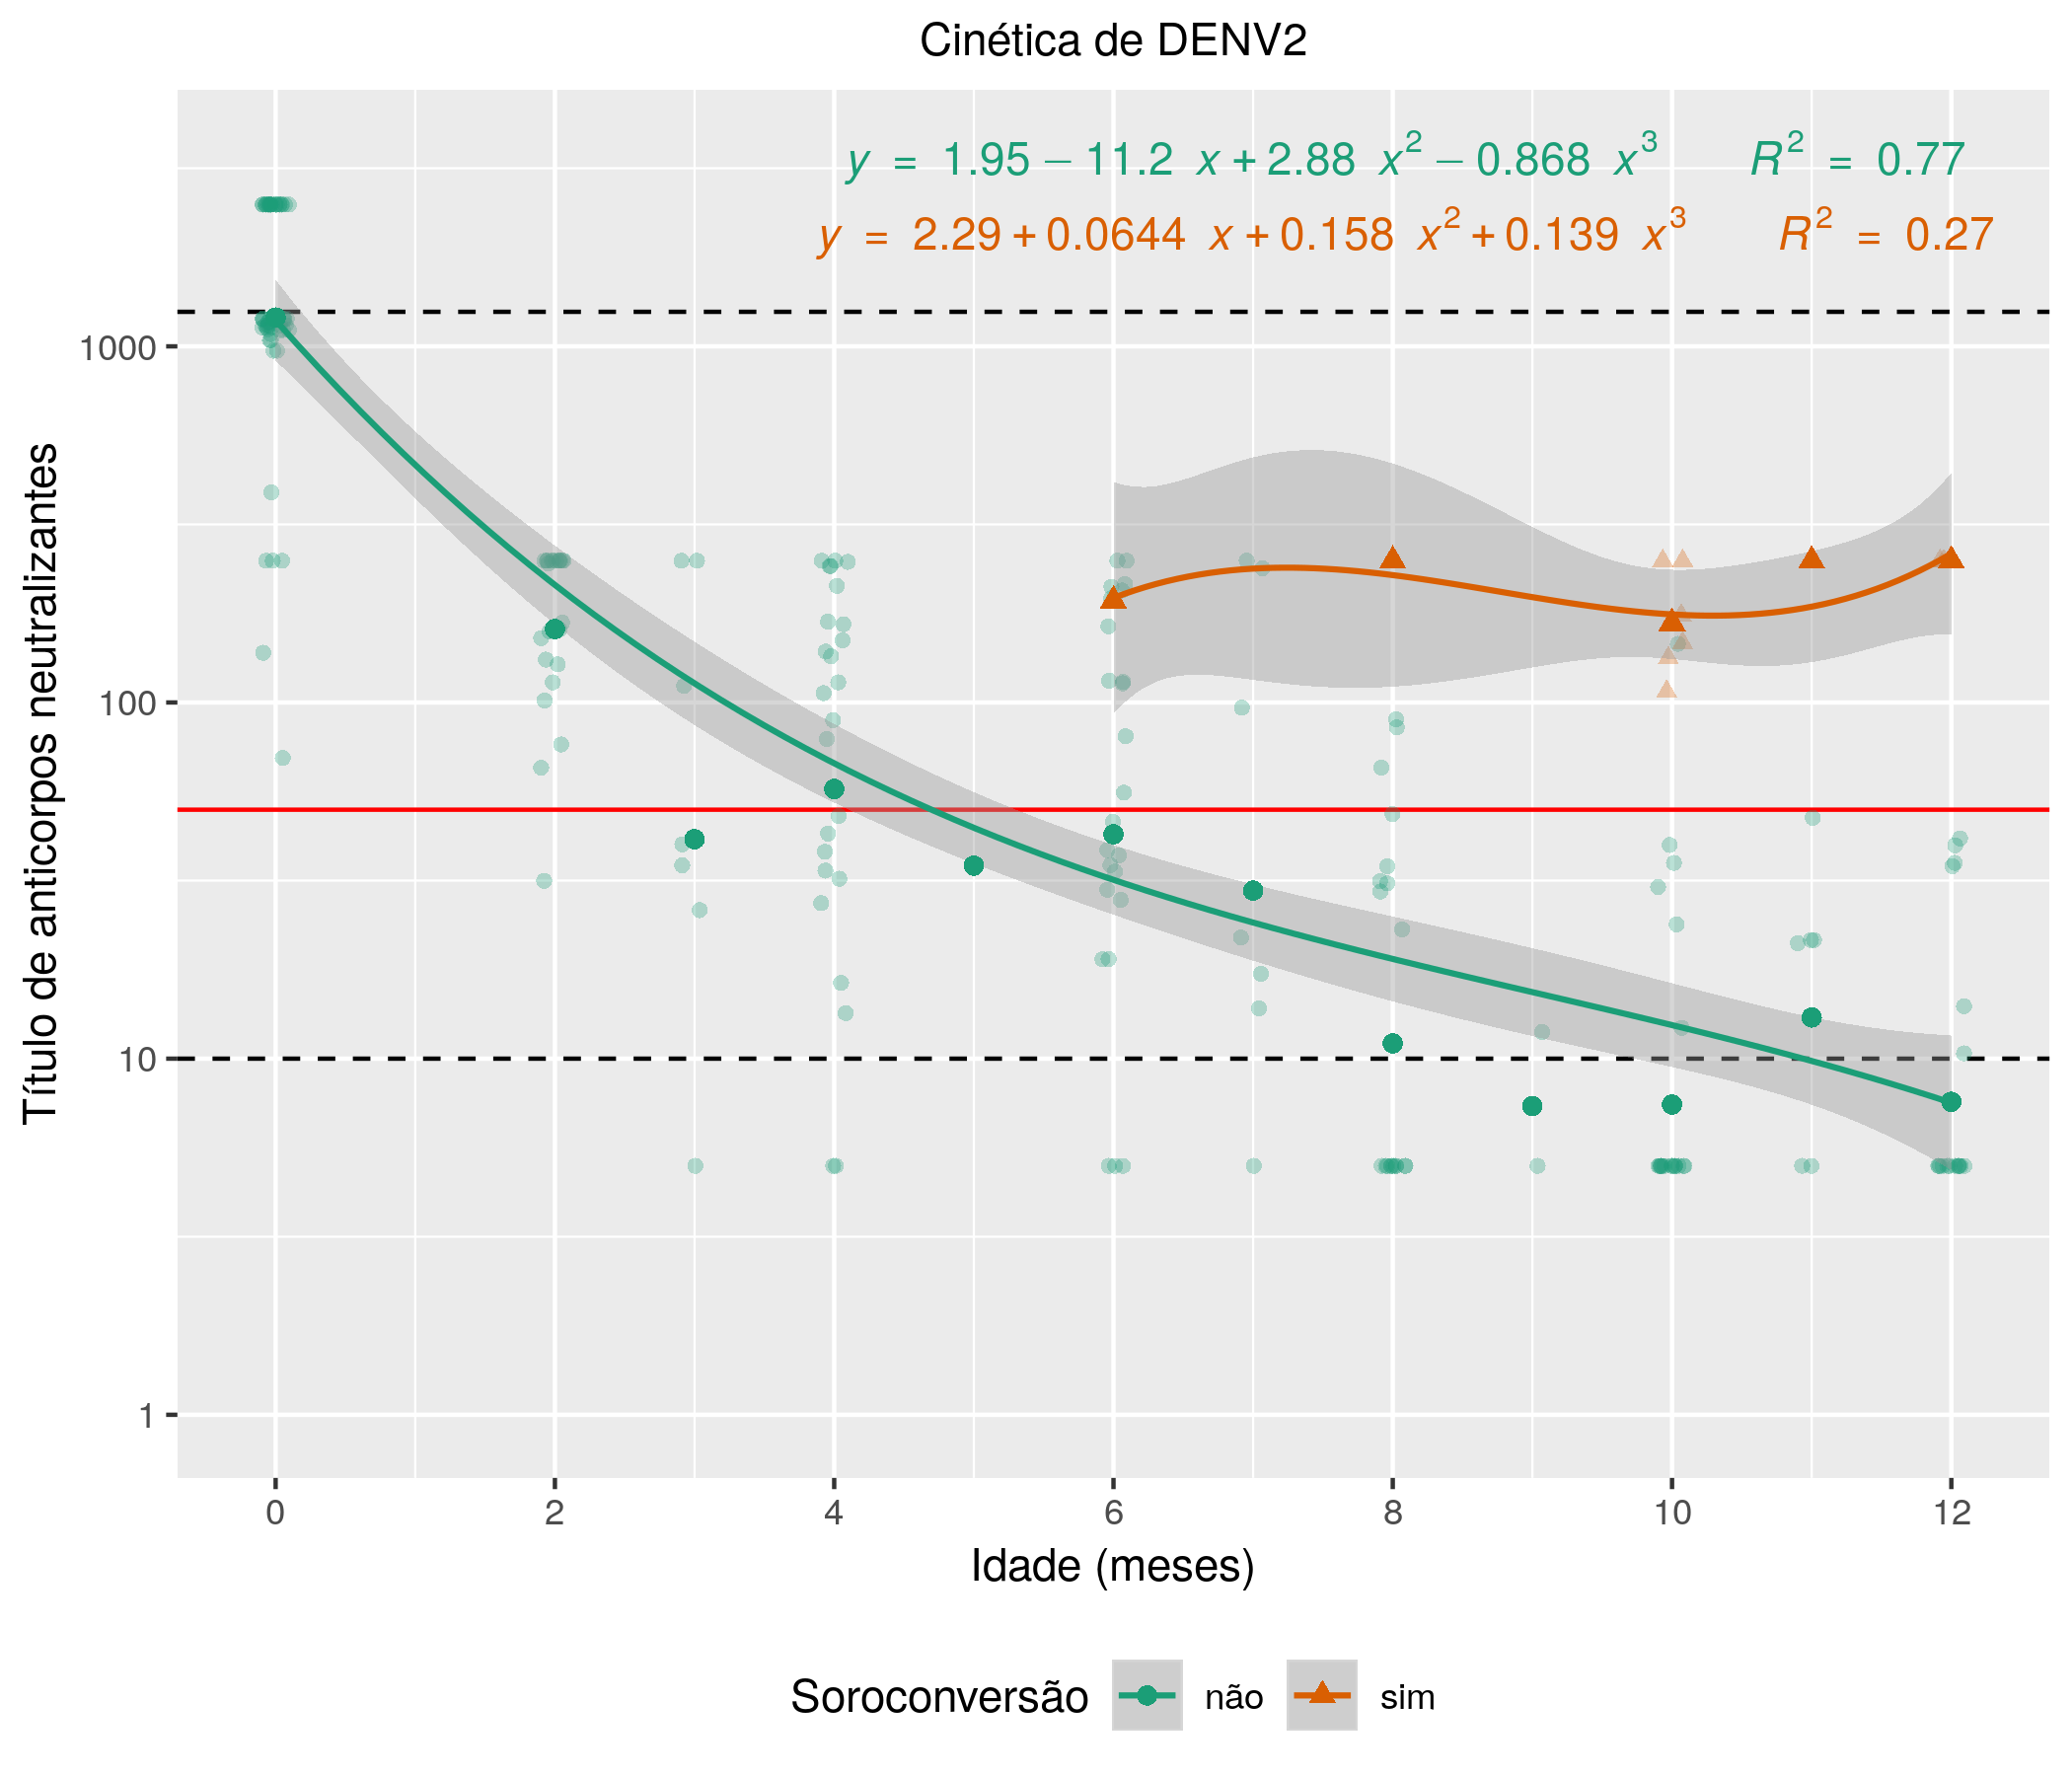 Cinética de DENV2
y = 1.95 − 11.2 x + 2.88 x² − 0.868 x³ R² = 0.77
y = 2.29 + 0.0644 x + 0.158 x² + 0.139 x³ R² = 0.27
Título de anticorpos neutralizantes
1000
100
10
1
0 2 4 6 8 10 12
Idade (meses)
Soroconversão não sim